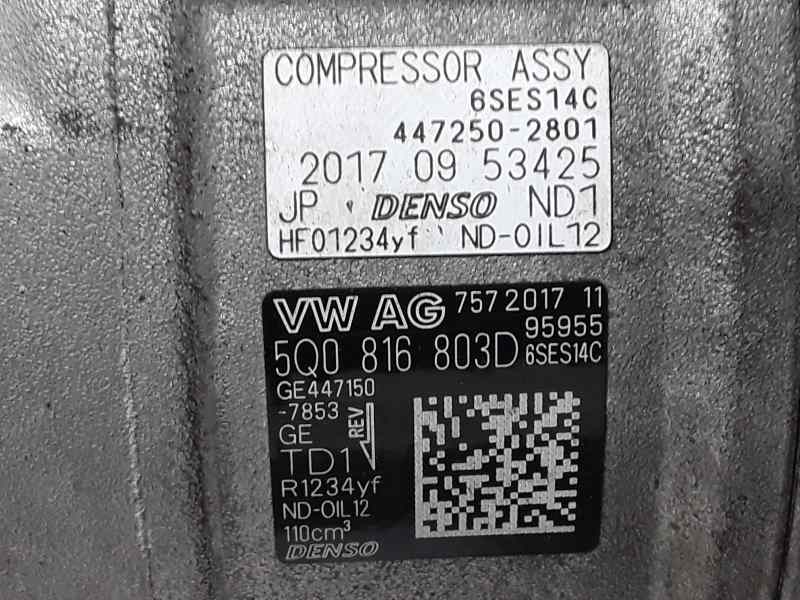 COMPRESSOR ASSY
6SES14C
447250-2801
2017 09 53425
JP DENSO ND1
HF01234yf ND-OIL12
VW AG 757 2017 11
95955
5Q0 816 803D 6SES14C
GE447150
-7853
REV
GE
TD1
R1234yf
ND-OIL12
110cm³
DENSO